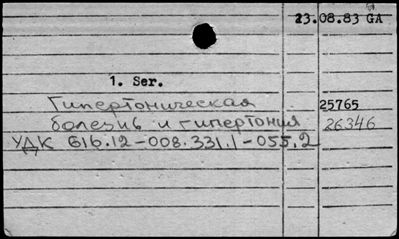 23.08.83 GA
1. Ser.
Гипертоническая 25765
болезнь и гипертония 26346
УДК 616.12-008.331.1-055.2